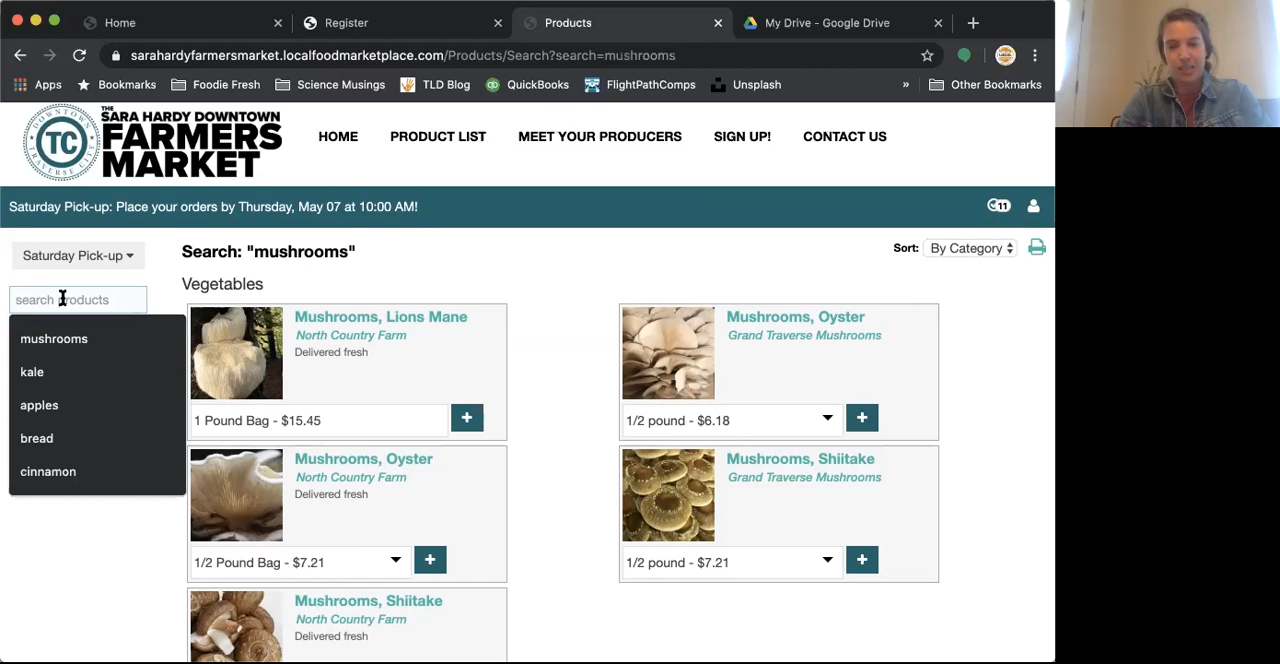 Home
Register
Products
My Drive - Google Drive
sarahardyfarmersmarket.localfoodmarketplace.com/Products/Search?search=mushrooms
Apps
Bookmarks
Foodie Fresh
Science Musings
TLD Blog
QuickBooks
FlightPathComps
Unsplash
»
Other Bookmarks
DOWNTOWN
TC
TRAVERSE CITY
THE SARA HARDY DOWNTOWN
FARMERS
MARKET
HOME
PRODUCT LIST
MEET YOUR PRODUCERS
SIGN UP!
CONTACT US
Saturday Pick-up: Place your orders by Thursday, May 07 at 10:00 AM!
11
Saturday Pick-up
search products
mushrooms
kale
apples
bread
cinnamon
Search: "mushrooms"
Sort: By Category
Vegetables
Mushrooms, Lions Mane
North Country Farm
Delivered fresh
1 Pound Bag - $15.45
Mushrooms, Oyster
Grand Traverse Mushrooms
1/2 pound - $6.18
Mushrooms, Oyster
North Country Farm
Delivered fresh
1/2 Pound Bag - $7.21
Mushrooms, Shiitake
Grand Traverse Mushrooms
1/2 pound - $7.21
Mushrooms, Shiitake
North Country Farm
Delivered fresh